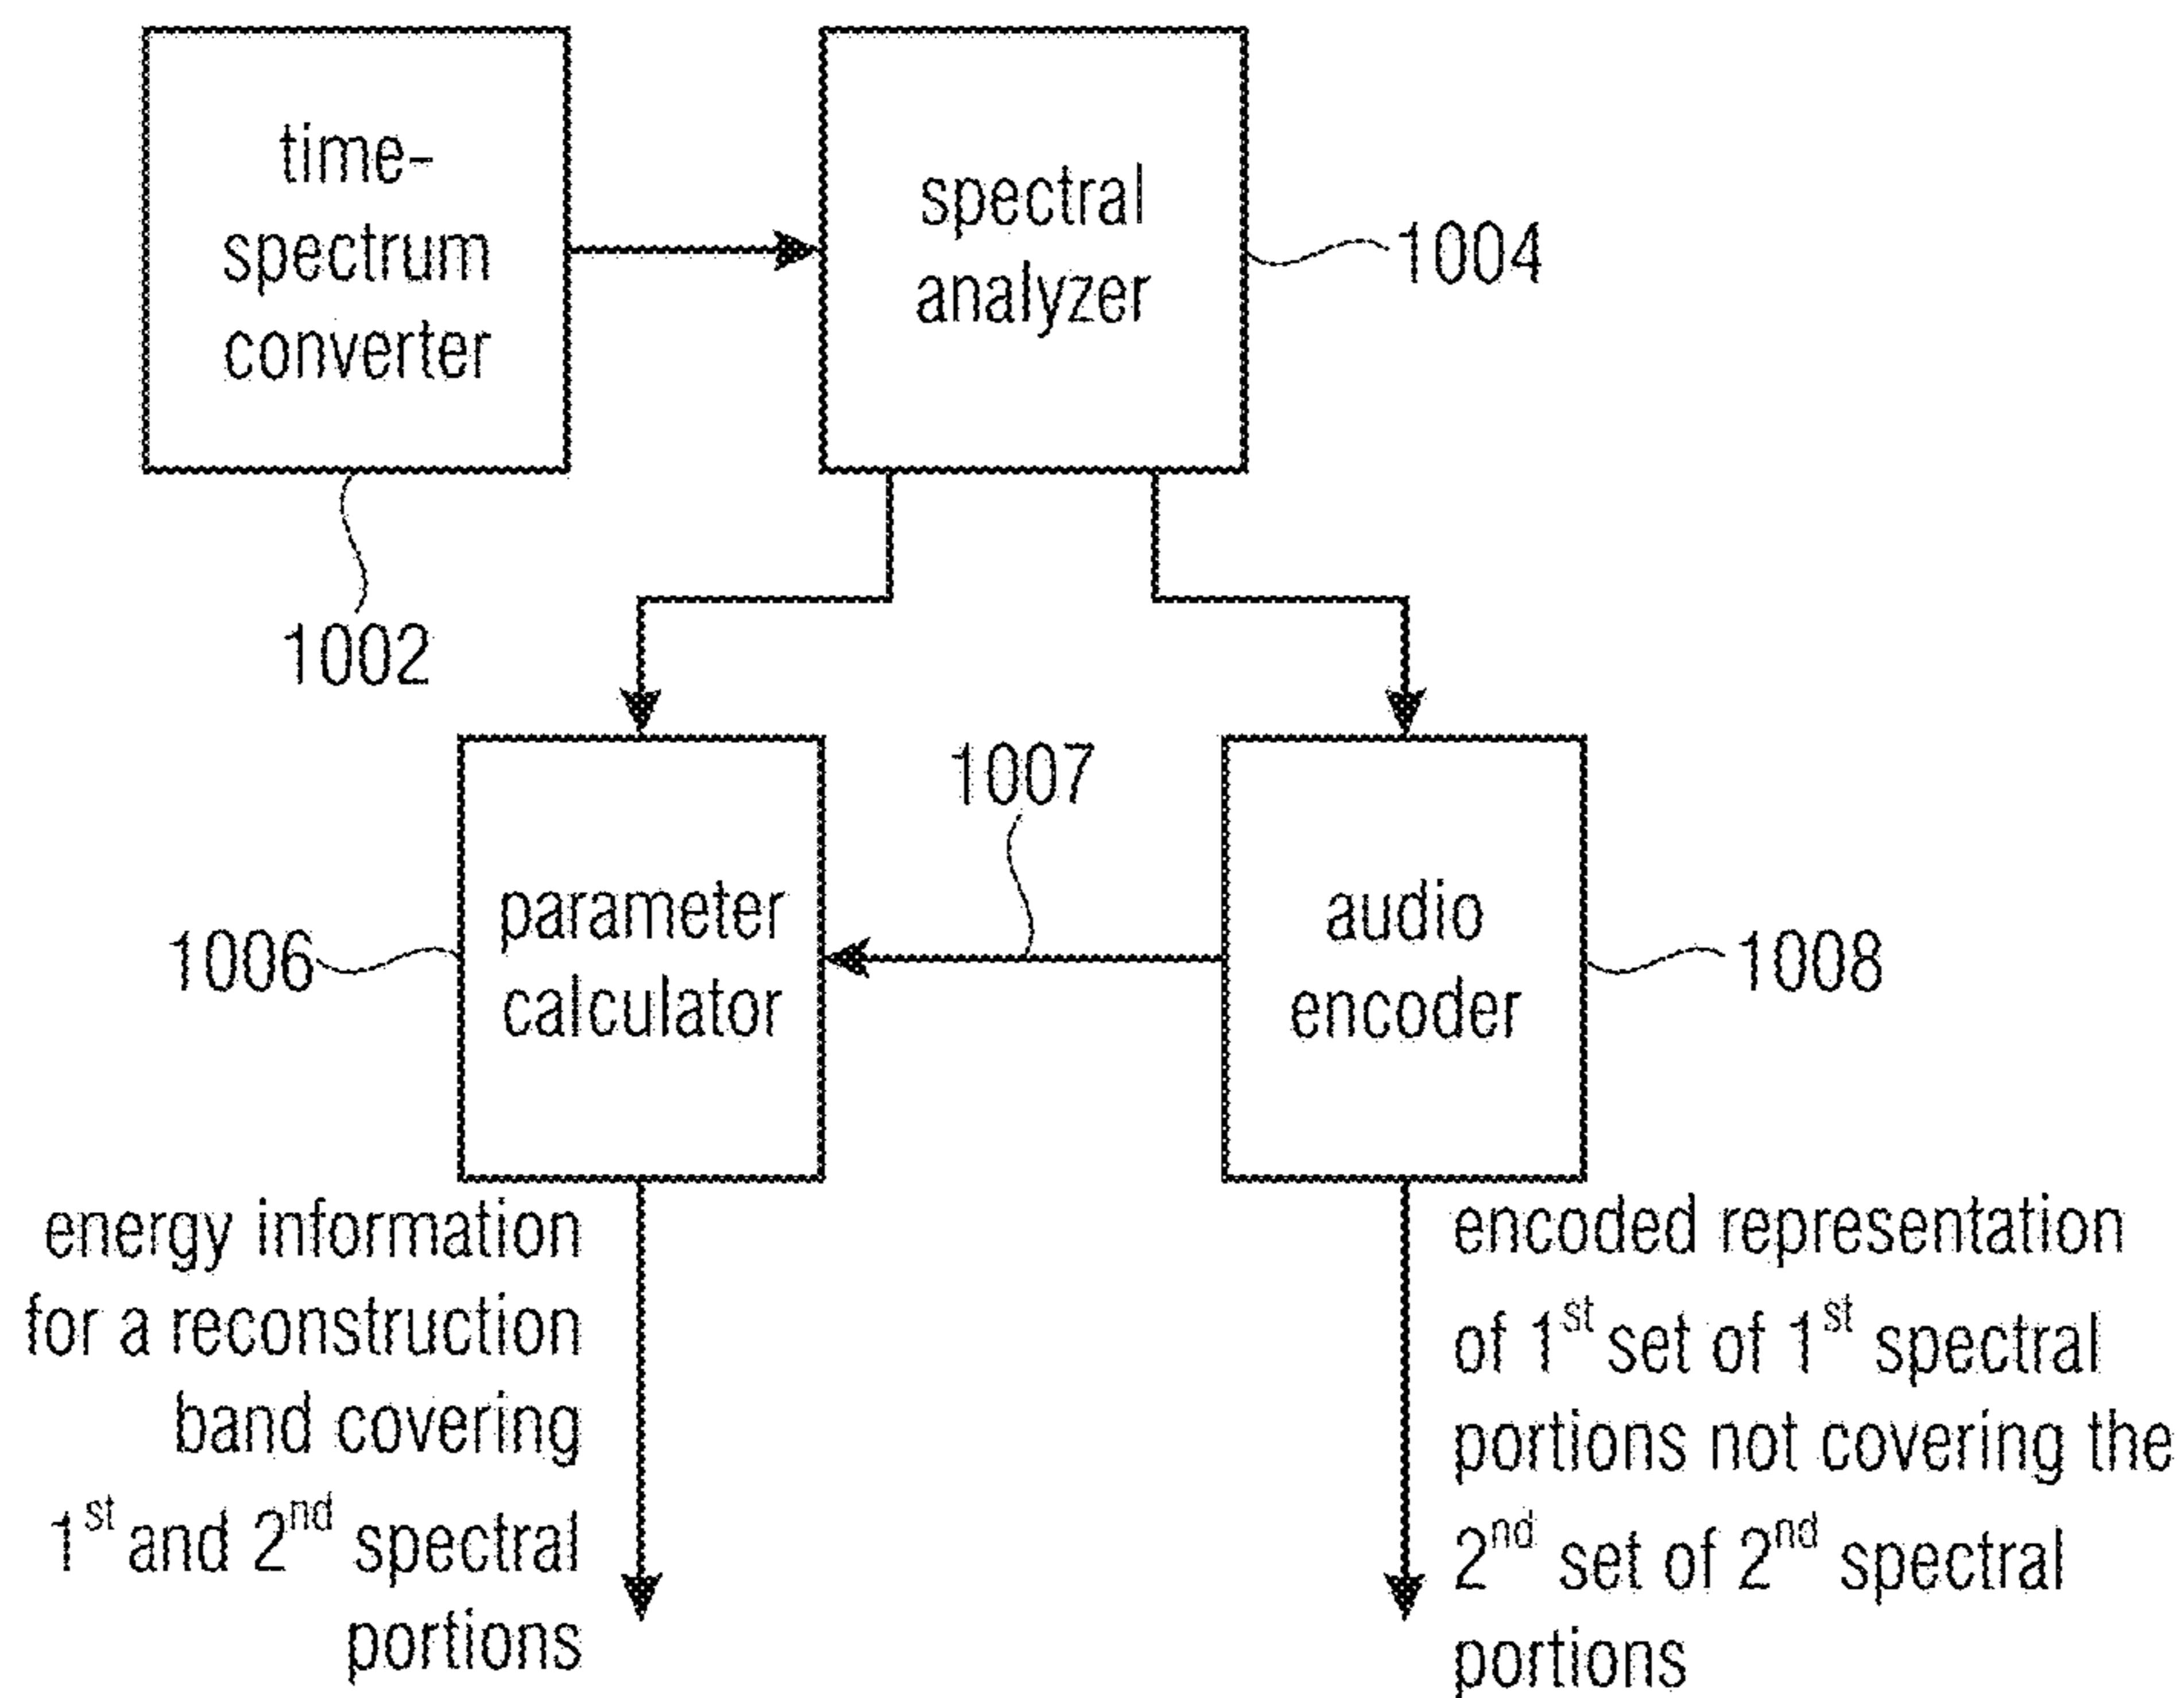 time-
spectrum
converter
spectral
analyzer
1004
1002
1007
parameter
calculator
1006
audio
encoder
1008
energy information
for a reconstruction
band covering
1st and 2nd spectral
portions
encoded representation
of 1st set of 1st spectral
portions not covering the
2nd set of 2nd spectral
portions